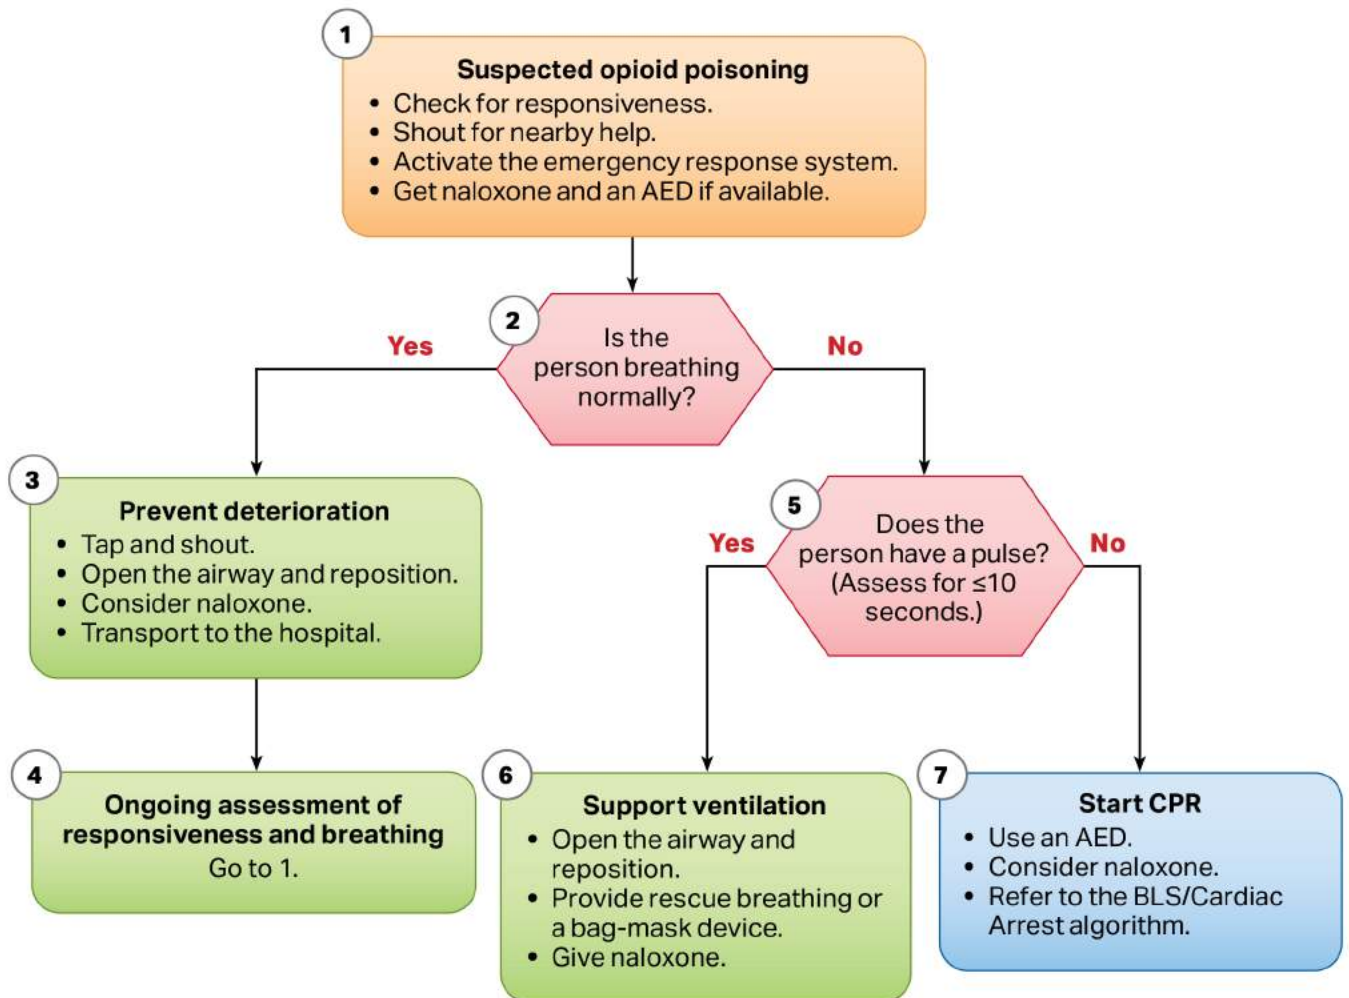 1
Suspected opioid poisoning
• Check for responsiveness.
• Shout for nearby help.
• Activate the emergency response system.
• Get naloxone and an AED if available.
2
Is the
person breathing
normally?
Yes
No
3
Prevent deterioration
• Tap and shout.
• Open the airway and reposition.
• Consider naloxone.
• Transport to the hospital.
4
Ongoing assessment of
responsiveness and breathing
Go to 1.
5
Does the
person have a pulse?
(Assess for ≤10
seconds.)
Yes
No
6
Support ventilation
• Open the airway and
reposition.
• Provide rescue breathing or
a bag-mask device.
• Give naloxone.
7
Start CPR
• Use an AED.
• Consider naloxone.
• Refer to the BLS/Cardiac
Arrest algorithm.